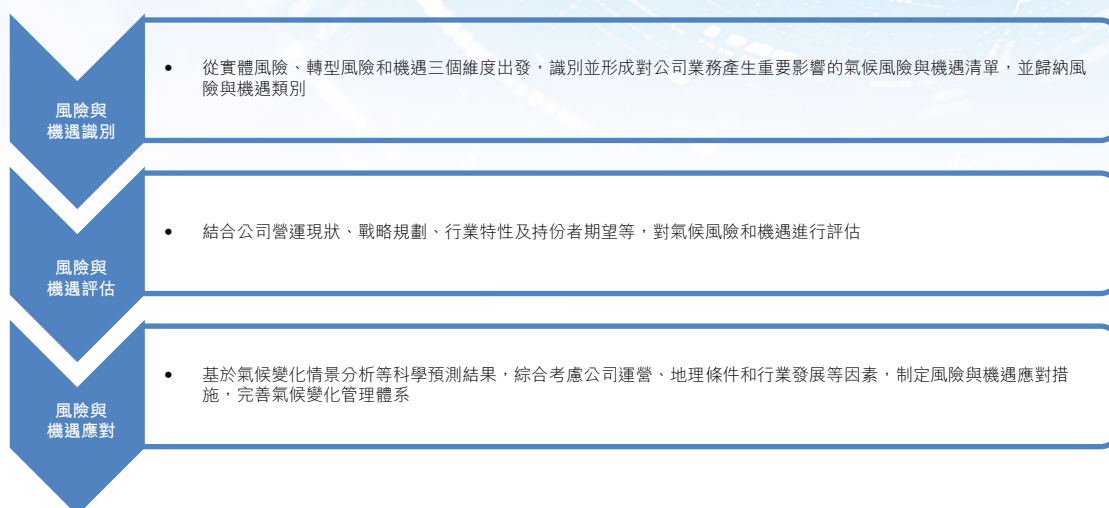 風險與
機遇識別
• 從實體風險、轉型風險和機遇三個維度出發，識別並形成對公司業務產生重要影響的氣候風險與機遇清單，並歸納風
險與機遇類別
風險與
機遇評估
• 結合公司營運現狀、戰略規劃、行業特性及持份者期望等，對氣候風險和機遇進行評估
風險與
機遇應對
• 基於氣候變化情景分析等科學預測結果，綜合考慮公司運營、地理條件和行業發展等因素，制定風險與機遇應對措
施，完善氣候變化管理體系